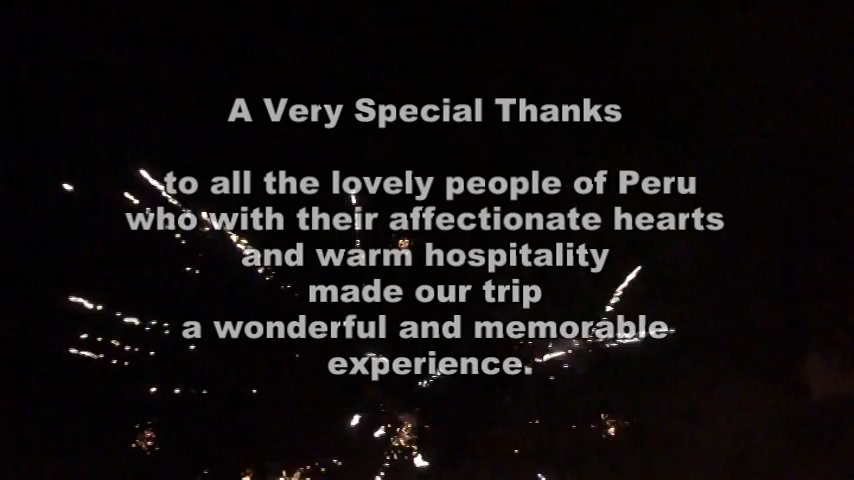 A Very Special Thanks
to all the lovely people of Peru
who with their affectionate hearts
and warm hospitality
made our trip
a wonderful and memorable
experience.